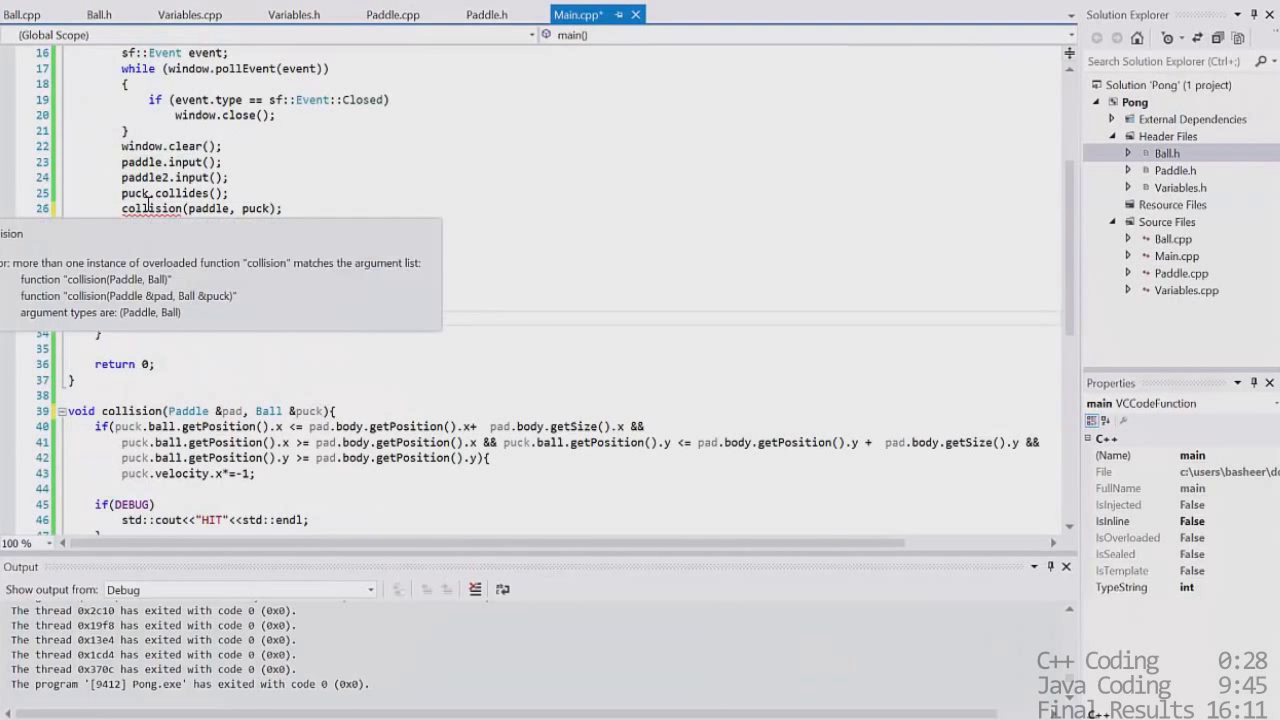 Ball.cpp Ball.h Variables.cpp Variables.h Paddle.cpp Paddle.h Main.cpp*
(Global Scope) main()
16 sf::Event event;
17 while (window.pollEvent(event))
18 {
19 if (event.type == sf::Event::Closed)
20 window.close();
21 }
22 window.clear();
23 paddle.input();
24 paddle2.input();
25 puck.collides();
26 collision(paddle, puck);
ision
or: more than one instance of overloaded function "collision" matches the argument list:
function "collision(Paddle, Ball)"
function "collision(Paddle &pad, Ball &puck)"
argument types are: (Paddle, Ball)
34 }
35
36 return 0;
37 }
38
39 void collision(Paddle &pad, Ball &puck){
40 if(puck.ball.getPosition().x <= pad.body.getPosition().x+ pad.body.getSize().x &&
41 puck.ball.getPosition().x >= pad.body.getPosition().x && puck.ball.getPosition().y <= pad.body.getPosition().y + pad.body.getSize().y &&
42 puck.ball.getPosition().y >= pad.body.getPosition().y){
43 puck.velocity.x*=-1;
44
45 if(DEBUG)
46 std::cout<<"HIT"<<std::endl;
100 %
Output
Show output from: Debug
The thread 0x2c10 has exited with code 0 (0x0).
The thread 0x19f8 has exited with code 0 (0x0).
The thread 0x13e4 has exited with code 0 (0x0).
The thread 0x1cd4 has exited with code 0 (0x0).
The thread 0x370c has exited with code 0 (0x0).
The program '[9412] Pong.exe' has exited with code 0 (0x0).
Solution Explorer
Search Solution Explorer (Ctrl+;)
Solution 'Pong' (1 project)
Pong
External Dependencies
Header Files
Ball.h
Paddle.h
Variables.h
Resource Files
Source Files
Ball.cpp
Main.cpp
Paddle.cpp
Variables.cpp
Properties
main VCCodeFunction
C++
(Name) main
File c:\users\basheer\do
FullName main
IsInjected False
IsInline False
IsOverloaded False
IsSealed False
IsTemplate False
TypeString int
C++ Coding 0:28
Java Coding 9:45
Final Results 16:11
C++